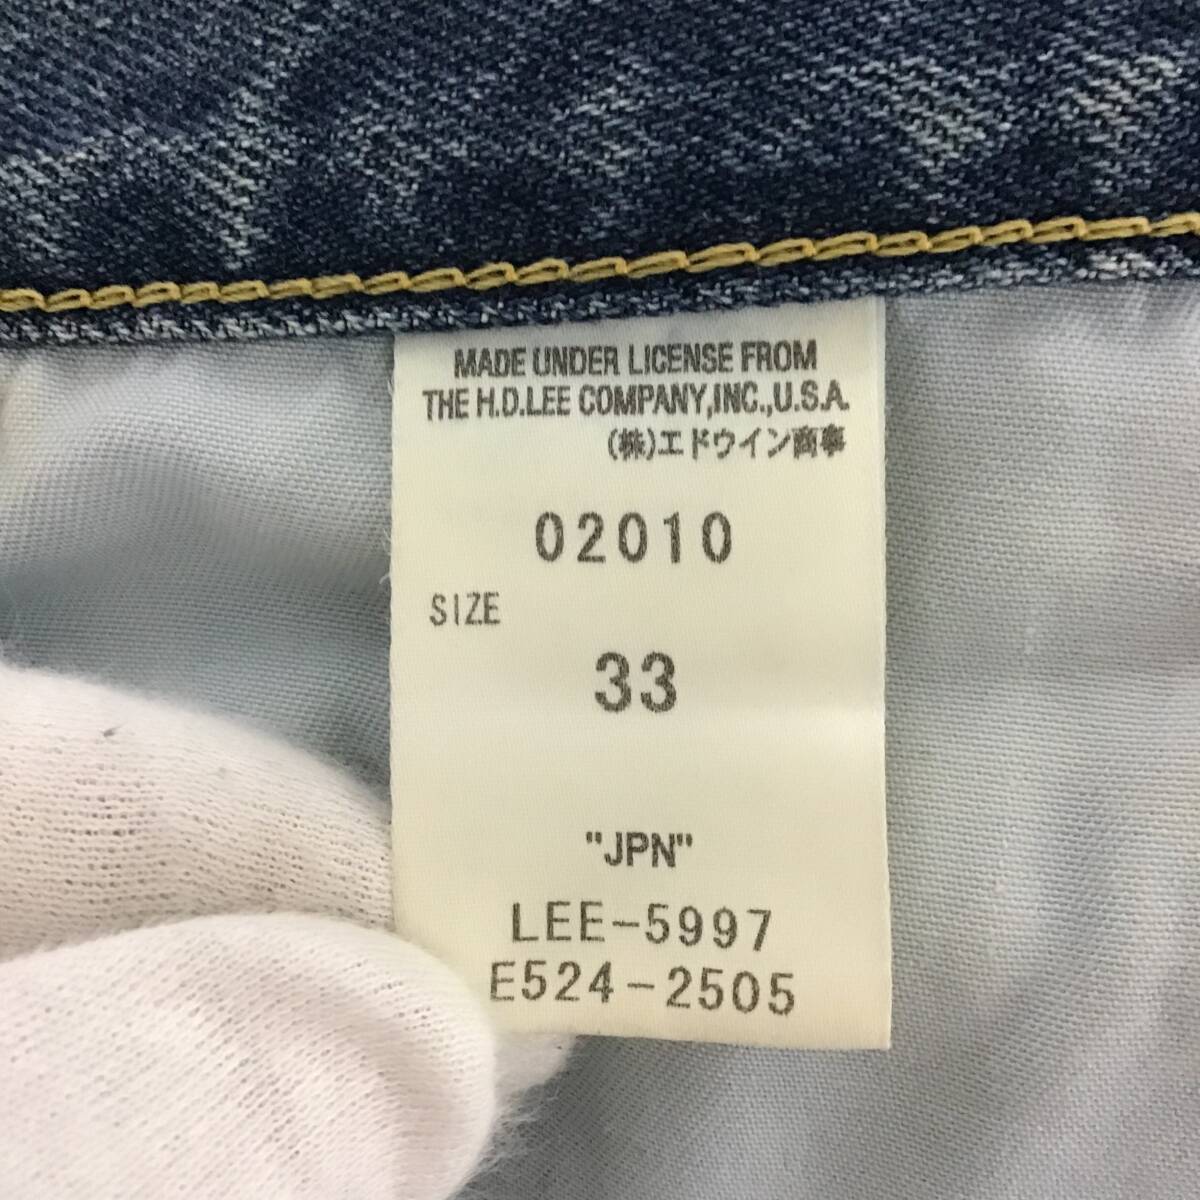 MADE UNDER LICENSE FROM
THE H.D.LEE COMPANY,INC.,U.S.A.
(株)エドウイン商事
02010
SIZE
33
"JPN"
LEE-5997
E524-2505